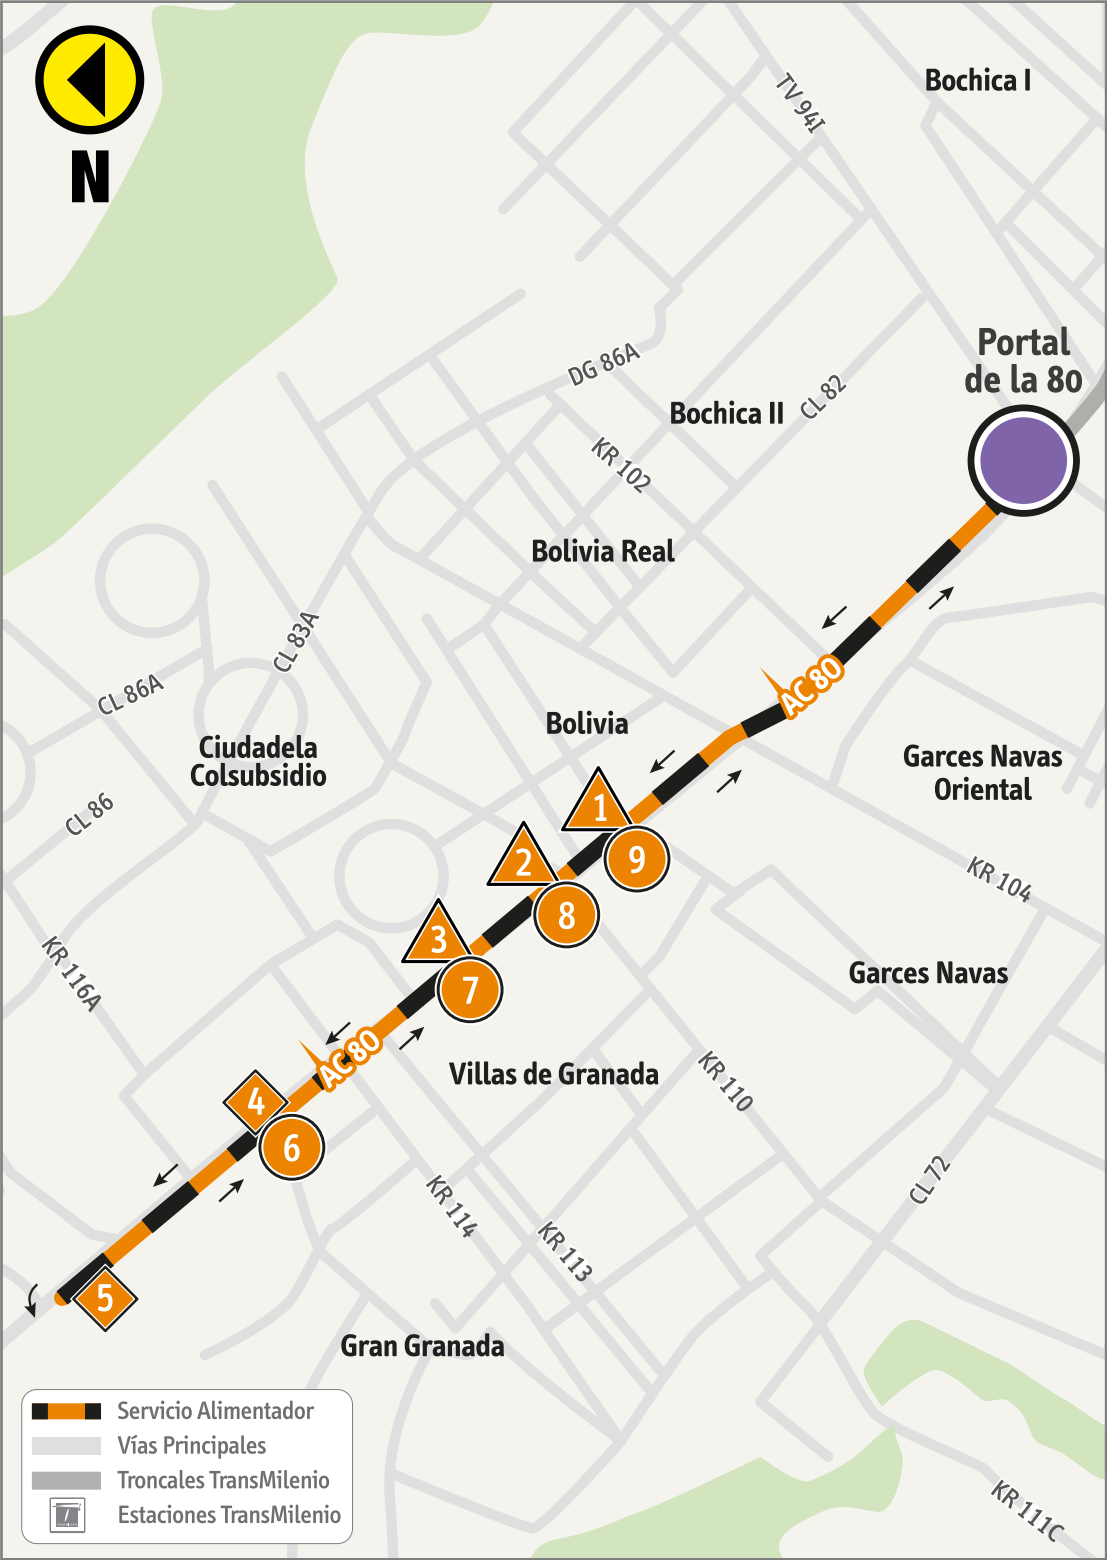 N
Bochica I
TV 94I
Portal
de la 80
DG 86A
CL 82
Bochica II
KR 102
Bolivia Real
CL 83A
CL 86A
AC 80
Bolivia
Ciudadela
Colsubsidio
Garces Navas
Oriental
CL 86
1
9
2
8
KR 104
3
7
KR 116A
Garces Navas
AC 80
Villas de Granada
KR 110
4
6
CL 72
KR 114
KR 113
5
Gran Granada
Servicio Alimentador
Vías Principales
Troncales TransMilenio
Estaciones TransMilenio
KR 111C